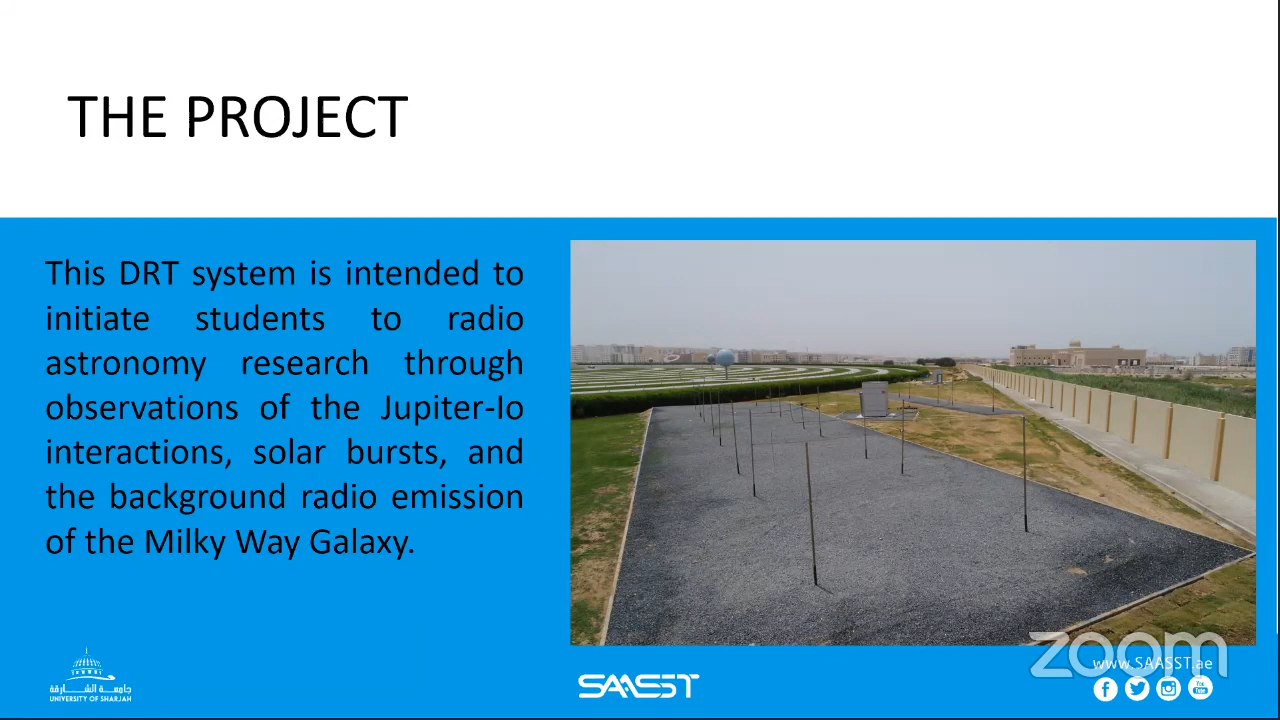 THE PROJECT
This DRT system is intended to
initiate students to radio
astronomy research through
observations of the Jupiter-Io
interactions, solar bursts, and
the background radio emission
of the Milky Way Galaxy.
جامعة الشارقة
UNIVERSITY OF SHARJAH
SAASST
zoom
www.SAASST.ae
You
Tube